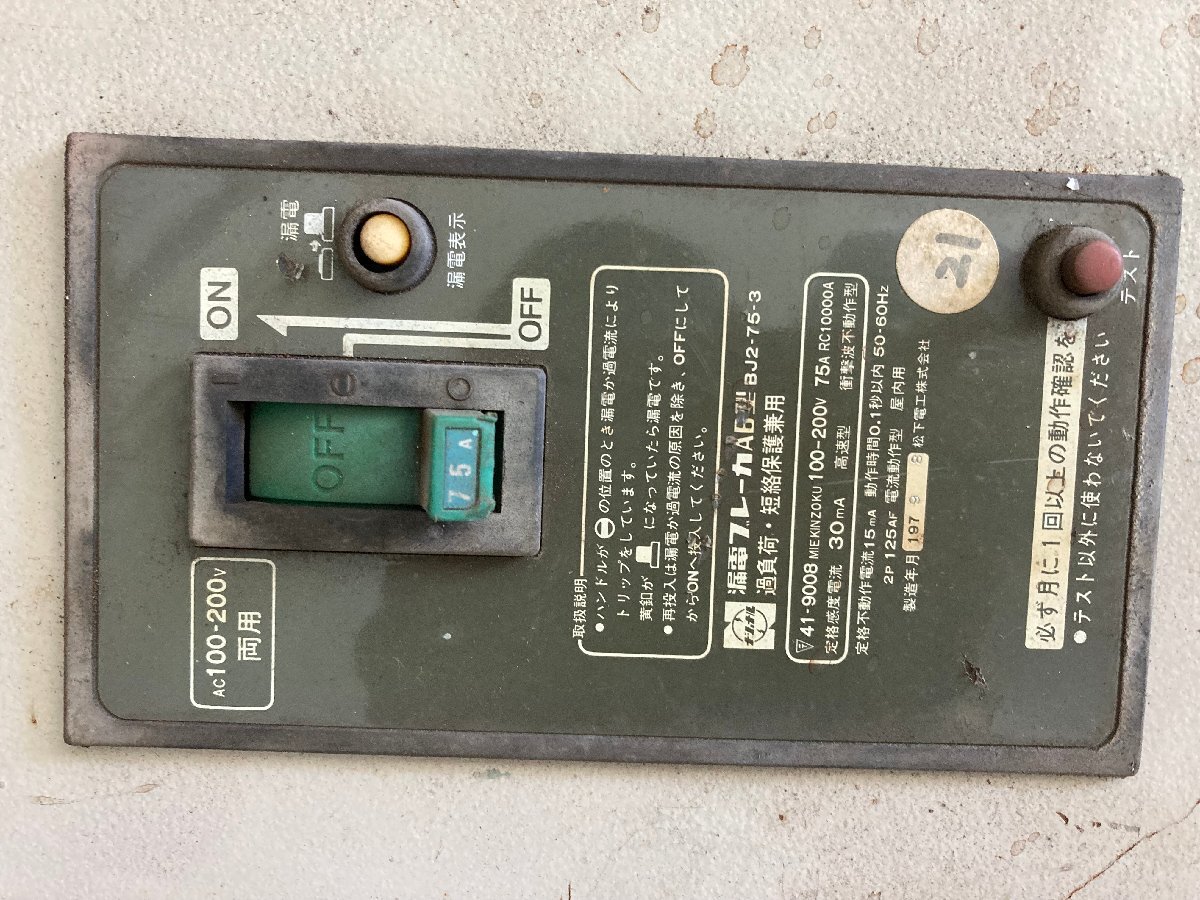 AC100-200V
両用
ON
漏電
漏電表示
OFF
OFF
75A
取扱説明
●ハンドルが⊖の位置のとき漏電か過電流により
トリップをしています。
黄釦が になっていたら漏電です。
●再投入は漏電か過電流の原因を除き、OFFにして
からONへ投入してください。
ナショナル
漏電ブレーカAB型 BJ2-75-3
過負荷・短絡保護兼用
41-9008 MIEKINZOKU 100-200V 75A RC10000A
定格感度電流 30mA 高速型 衝撃波不動作型
定格不動作電流 15mA 動作時間0.1秒以内 50-60Hz
2P125AF 電流動作型 屋内用
製造年月 197 9 8 松下電工株式会社
21
必ず月に1回以上の動作確認を
●テスト以外に使わないでください
テスト